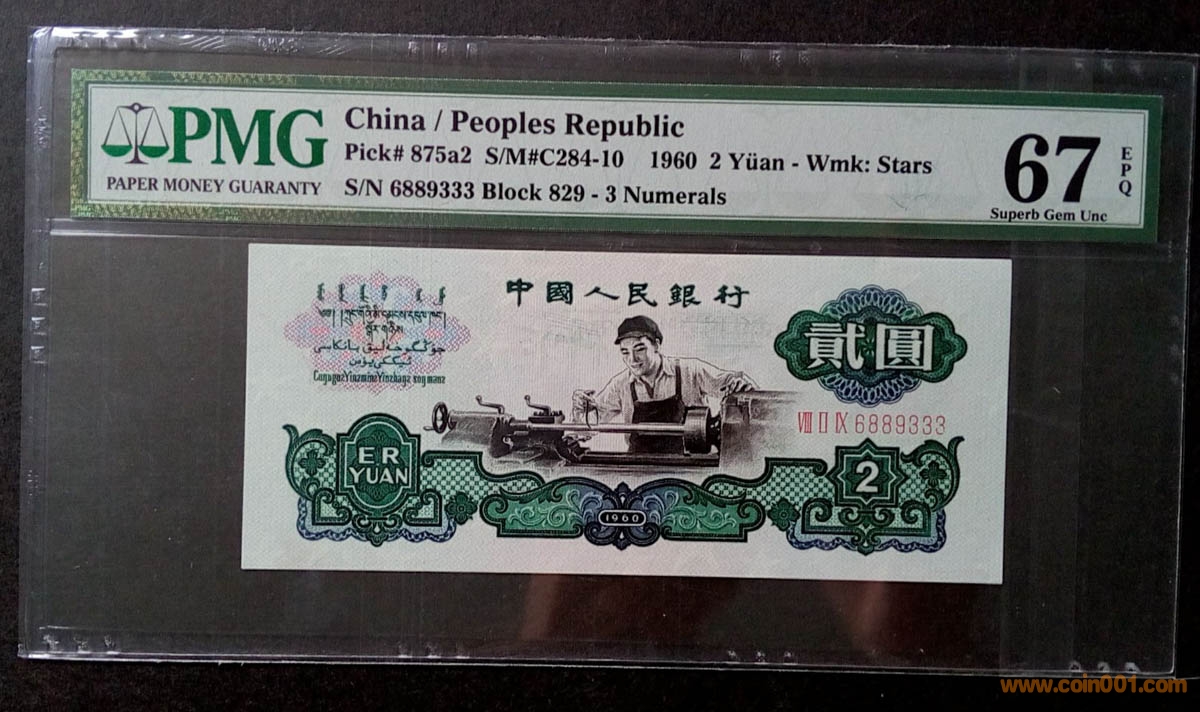 PMG
PAPER MONEY GUARANTY
China / Peoples Republic
Pick# 875a2 S/M#C284-10 1960 2 Yüan - Wmk: Stars
S/N 6889333 Block 829 - 3 Numerals
67
EPQ
Superb Gem Unc
中國人民銀行
貳圓
VIII II IX 6889333
ER
YUAN
1960
2
www.coin001.com